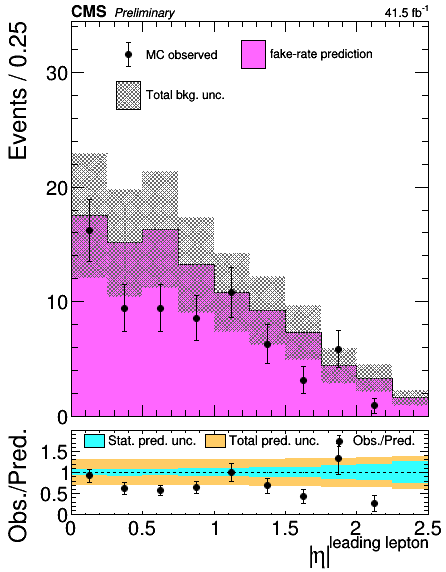 CMS Preliminary 41.5 fb⁻¹
Events / 0.25
MC observed
fake-rate prediction
Total bkg. unc.
30
20
10
0
Stat. pred. unc. Total pred. unc. Obs./Pred.
Obs./Pred.
1.5
1
0.5
0
0 0.5 1 1.5 2 2.5
|η|^leading lepton